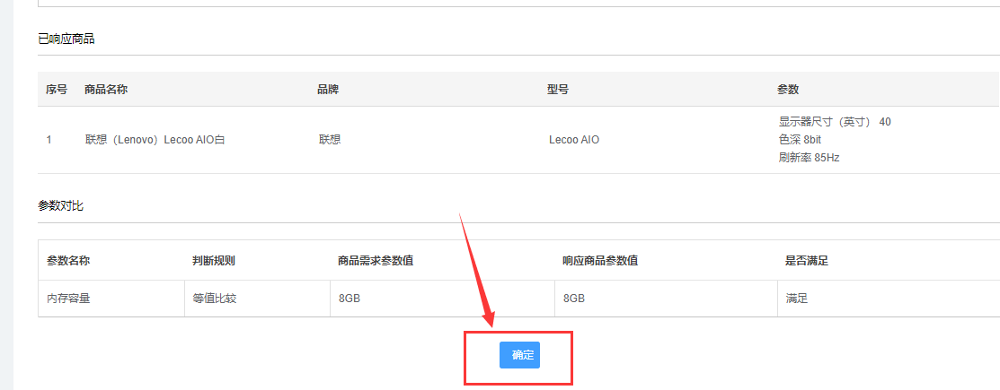 已响应商品
序号 商品名称 品牌 型号 参数
1 联想（Lenovo）Lecoo AIO白 联想 Lecoo AIO 显示器尺寸（英寸） 40
色深 8bit
刷新率 85Hz
参数对比
参数名称 判断规则 商品需求参数值 响应商品参数值 是否满足
内存容量 等值比较 8GB 8GB 满足
确定